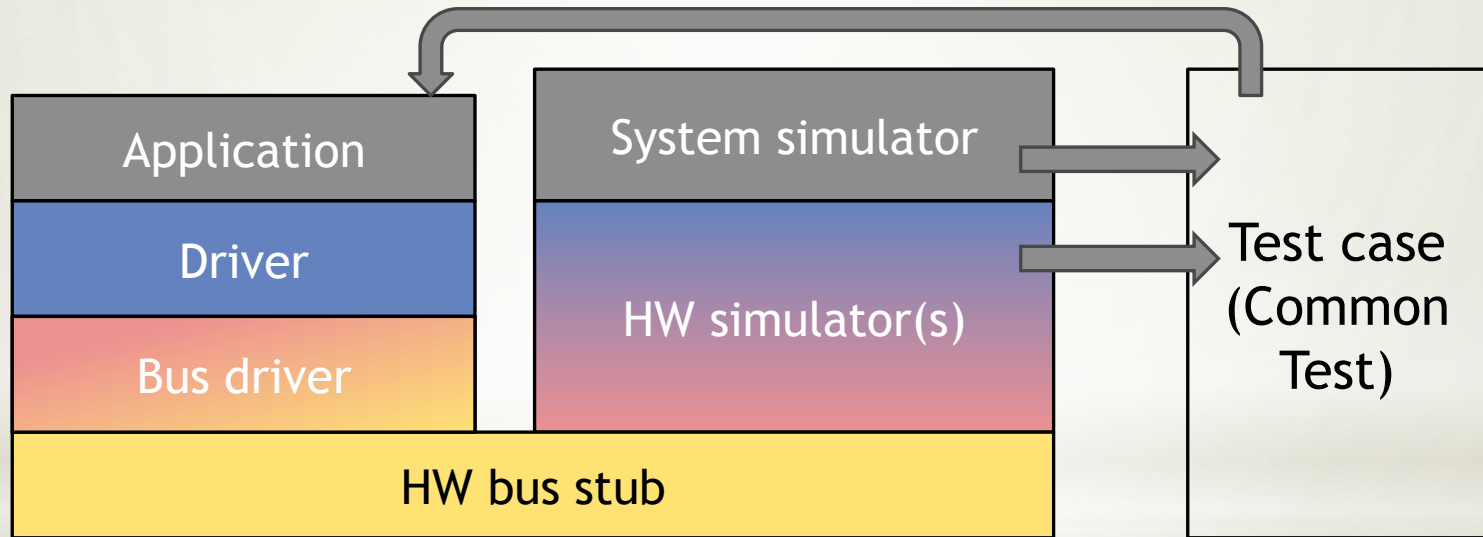 Application
System simulator
Driver
HW simulator(s)
Bus driver
HW bus stub
Test case
(Common
Test)